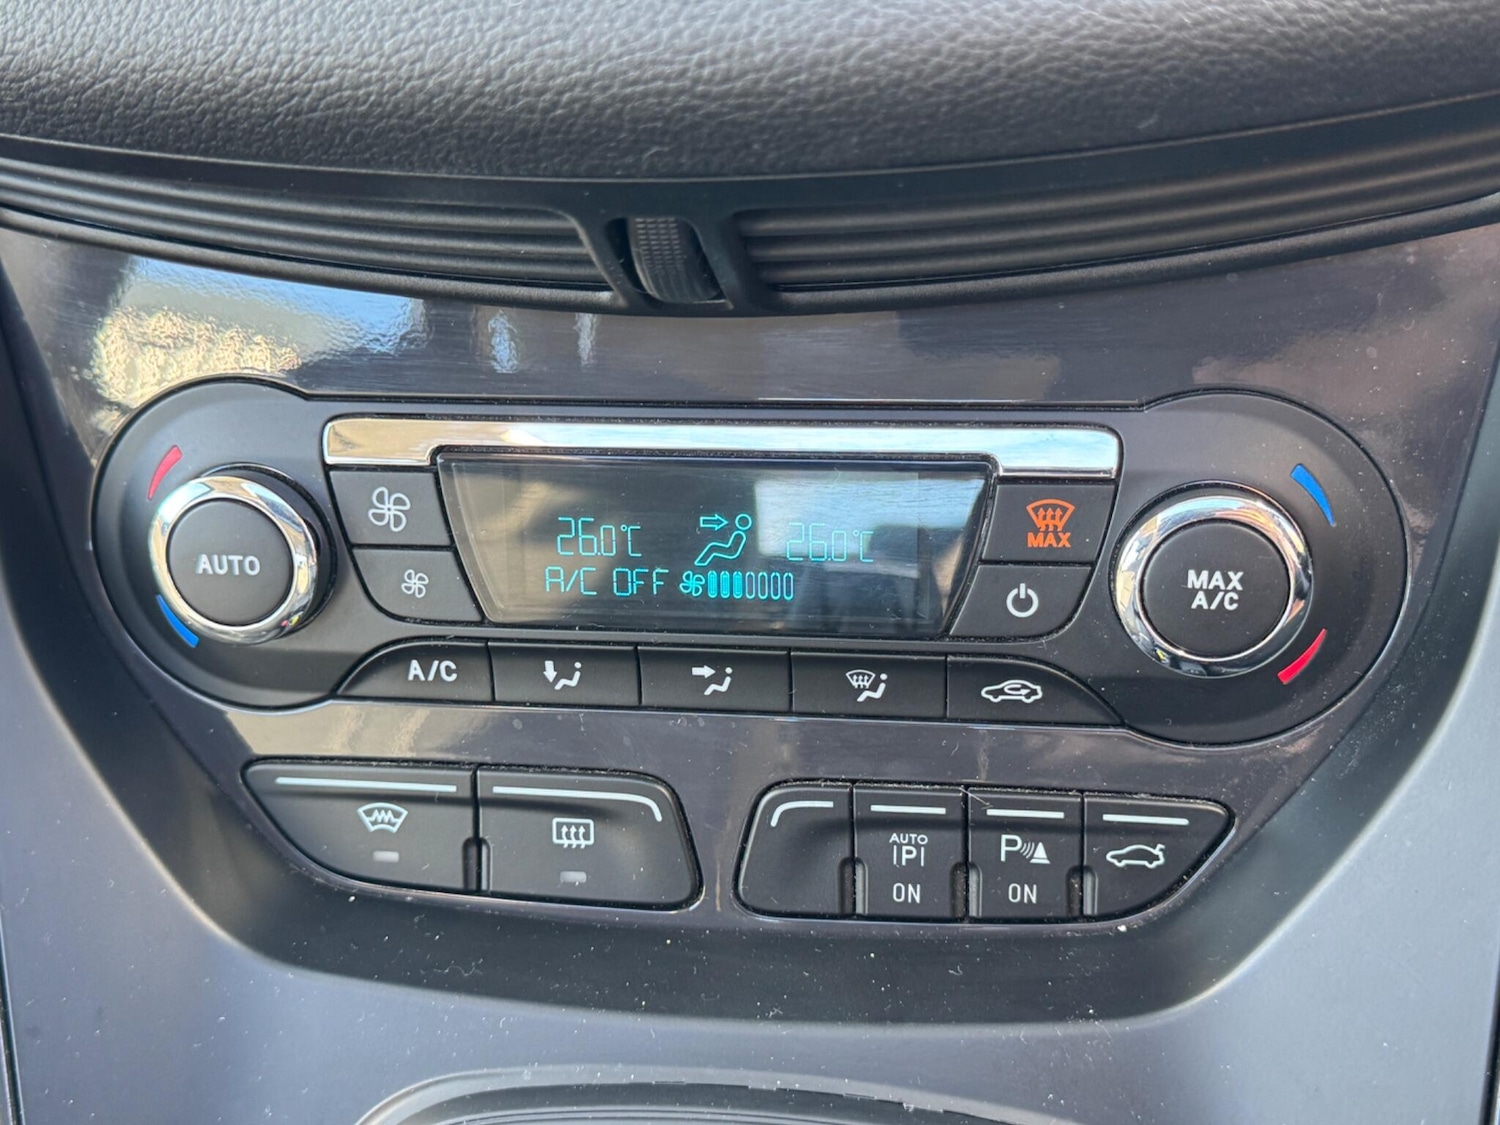 AUTO
26.0°C
26.0°C
A/C OFF
MAX
MAX
A/C
A/C
AUTO
P
ON
P
ON